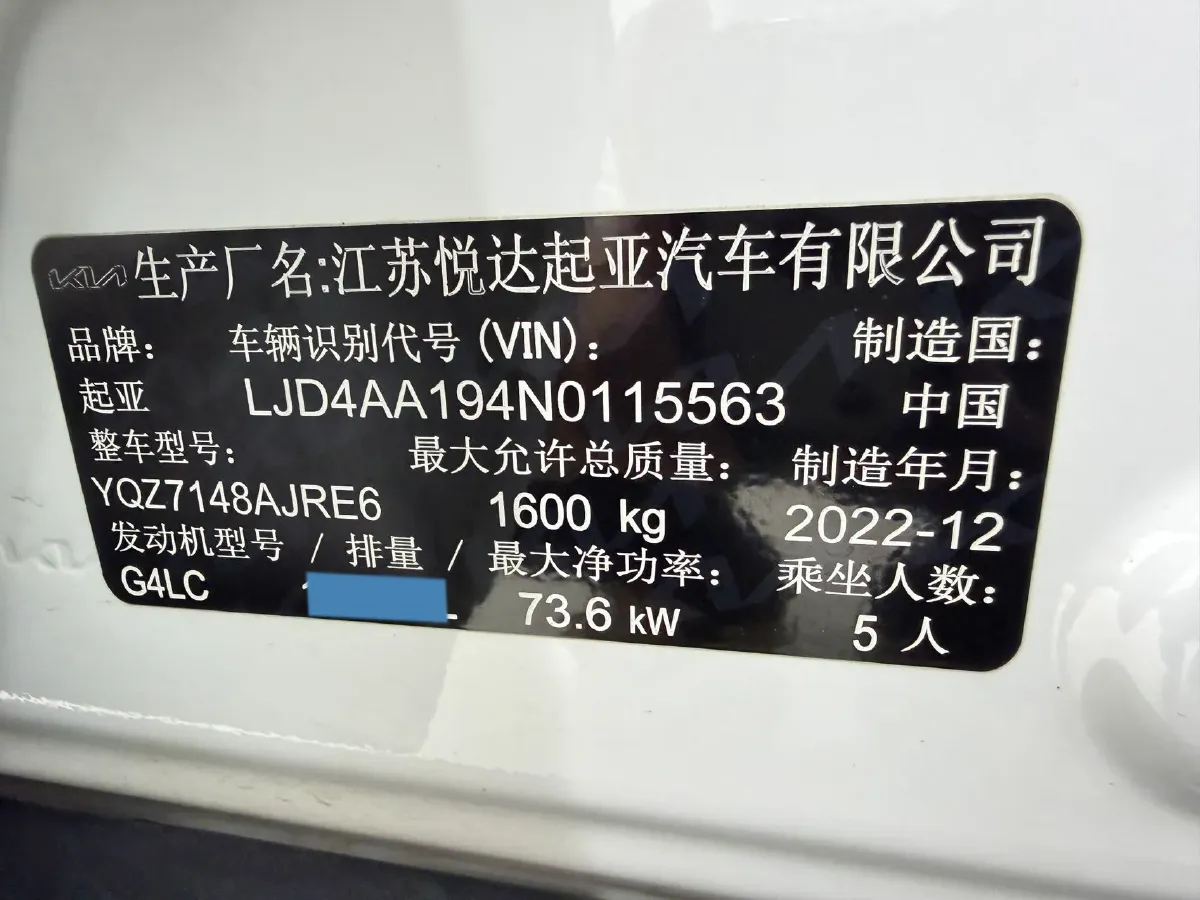 KIA 生产厂名:江苏悦达起亚汽车有限公司
品牌: 车辆识别代号 (VIN): 制造国:
起亚 LJD4AA194N0115563 中国
整车型号: 最大允许总质量: 制造年月:
YQZ7148AJRE6 1600 kg 2022-12
发动机型号 / 排量 / 最大净功率: 乘坐人数:
G4LC 73.6 kW 5 人